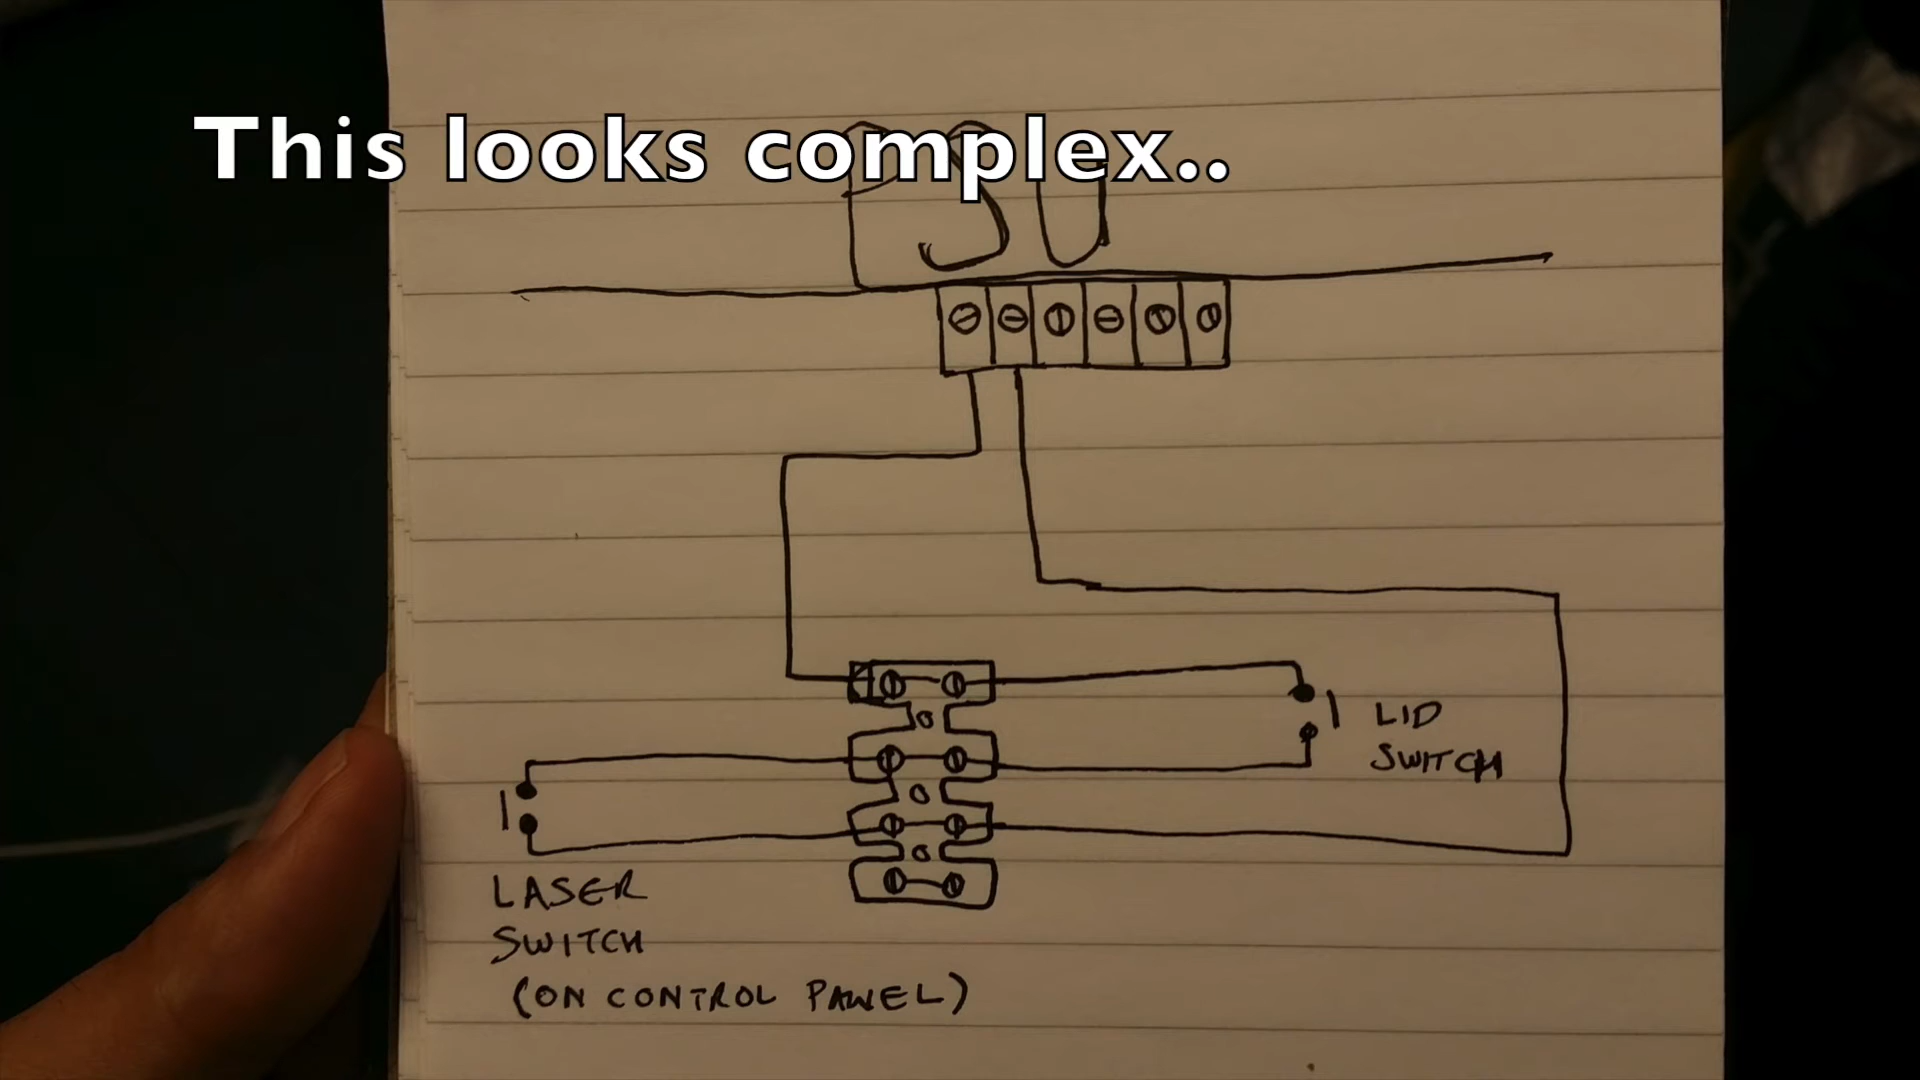 This looks complex..
PSU
LID
SWITCH
LASER
SWITCH
(ON CONTROL PANEL)